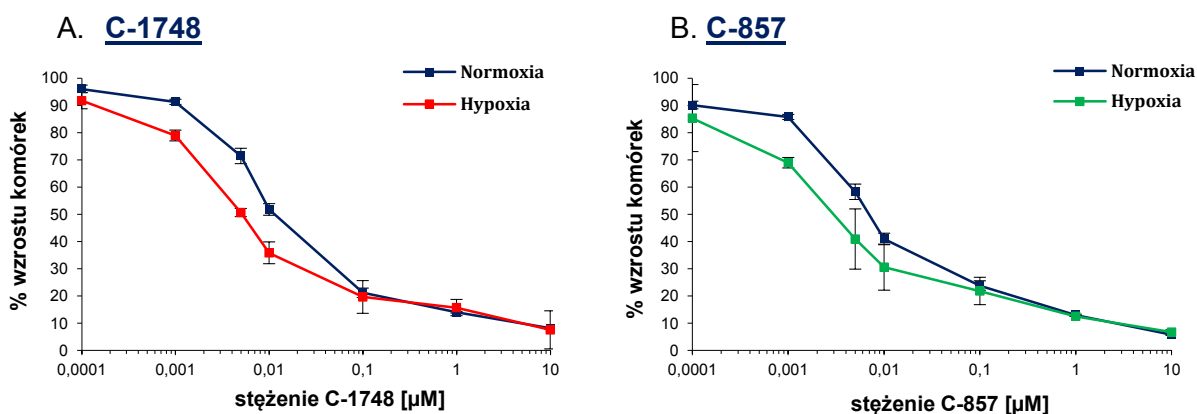 A. C-1748
Normoxia
Hypoxia
% wzrostu komórek
100
90
80
70
60
50
40
30
20
10
0
0,0001 0,001 0,01 0,1 1 10
stężenie C-1748 [µM]
B. C-857
Normoxia
Hypoxia
% wzrostu komórek
100
90
80
70
60
50
40
30
20
10
0
0,0001 0,001 0,01 0,1 1 10
stężenie C-857 [µM]